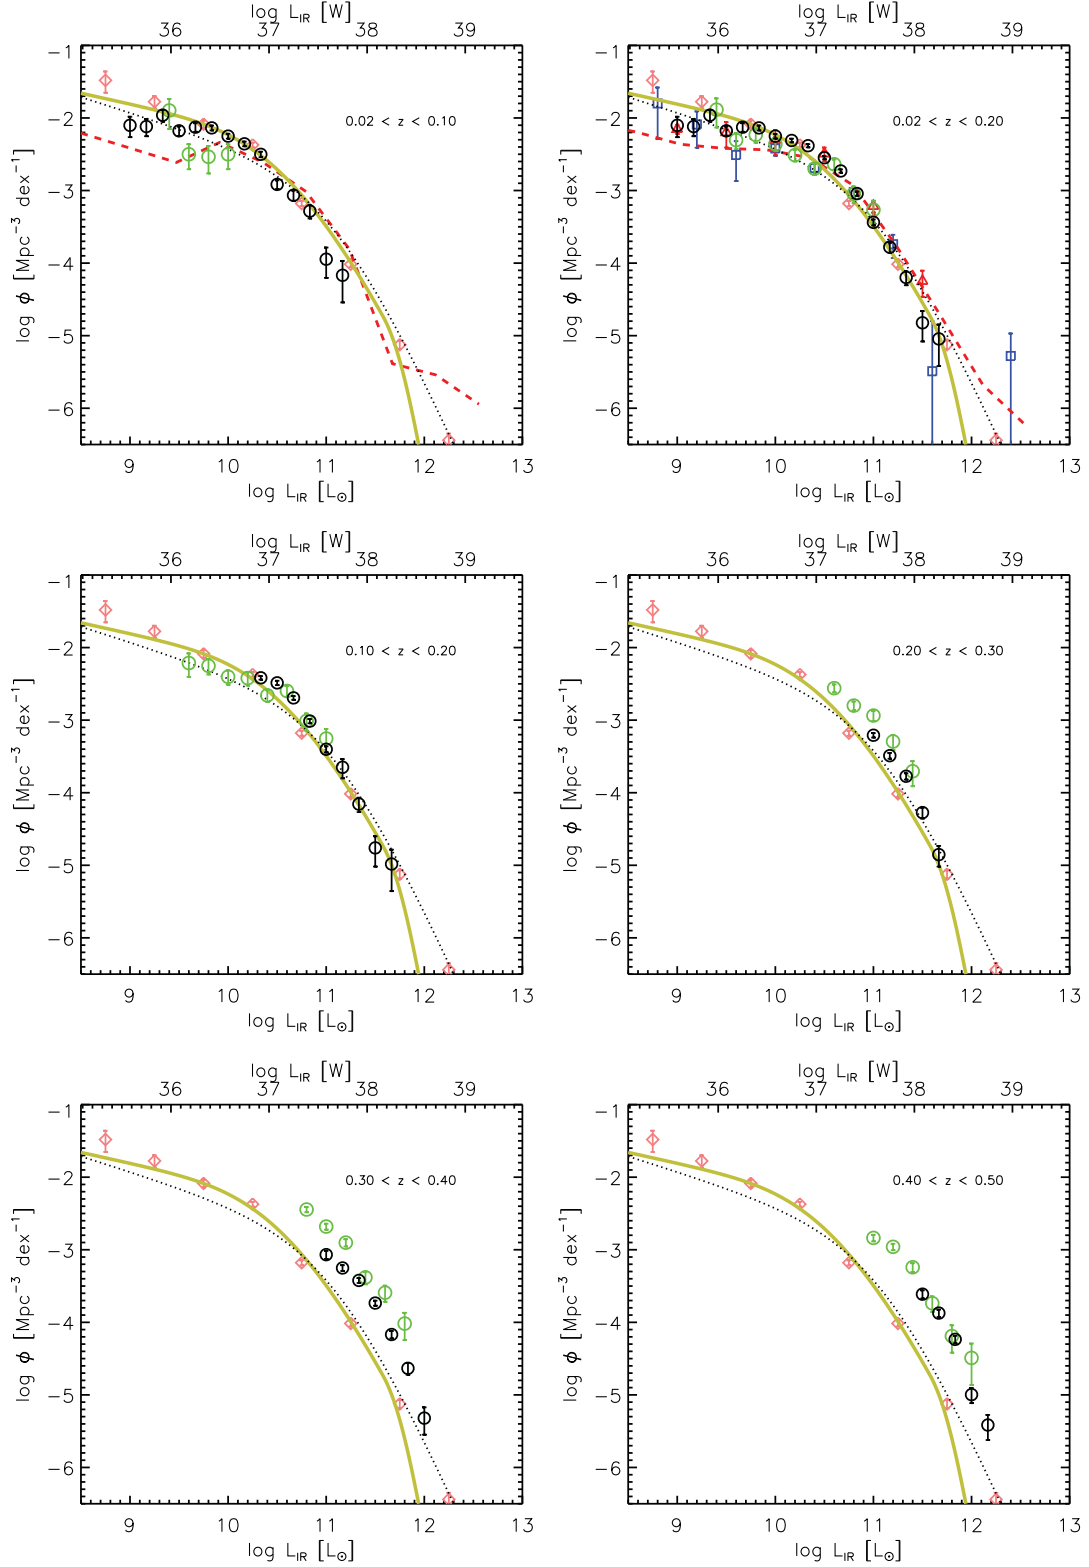 log L_IR [W]
36 37 38 39
log L_IR [W]
36 37 38 39
-1
-2
-3
-4
-5
-6
log ϕ [Mpc⁻³ dex⁻¹]
0.02 < z < 0.10
9 10 11 12 13
log L_IR [L⊙]
-1
-2
-3
-4
-5
-6
log ϕ [Mpc⁻³ dex⁻¹]
0.02 < z < 0.20
9 10 11 12 13
log L_IR [L⊙]
log L_IR [W]
36 37 38 39
log L_IR [W]
36 37 38 39
-1
-2
-3
-4
-5
-6
log ϕ [Mpc⁻³ dex⁻¹]
0.10 < z < 0.20
9 10 11 12 13
log L_IR [L⊙]
-1
-2
-3
-4
-5
-6
log ϕ [Mpc⁻³ dex⁻¹]
0.20 < z < 0.30
9 10 11 12 13
log L_IR [L⊙]
log L_IR [W]
36 37 38 39
log L_IR [W]
36 37 38 39
-1
-2
-3
-4
-5
-6
log ϕ [Mpc⁻³ dex⁻¹]
0.30 < z < 0.40
9 10 11 12 13
log L_IR [L⊙]
-1
-2
-3
-4
-5
-6
log ϕ [Mpc⁻³ dex⁻¹]
0.40 < z < 0.50
9 10 11 12 13
log L_IR [L⊙]